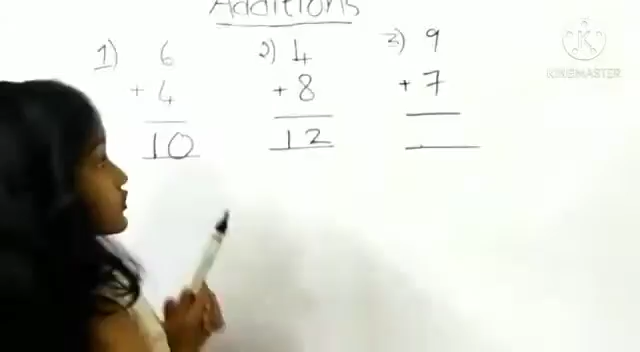 Additions
1) 6 2) 4 3) 9
+ 4 + 8 + 7
10 12
KINEMASTER